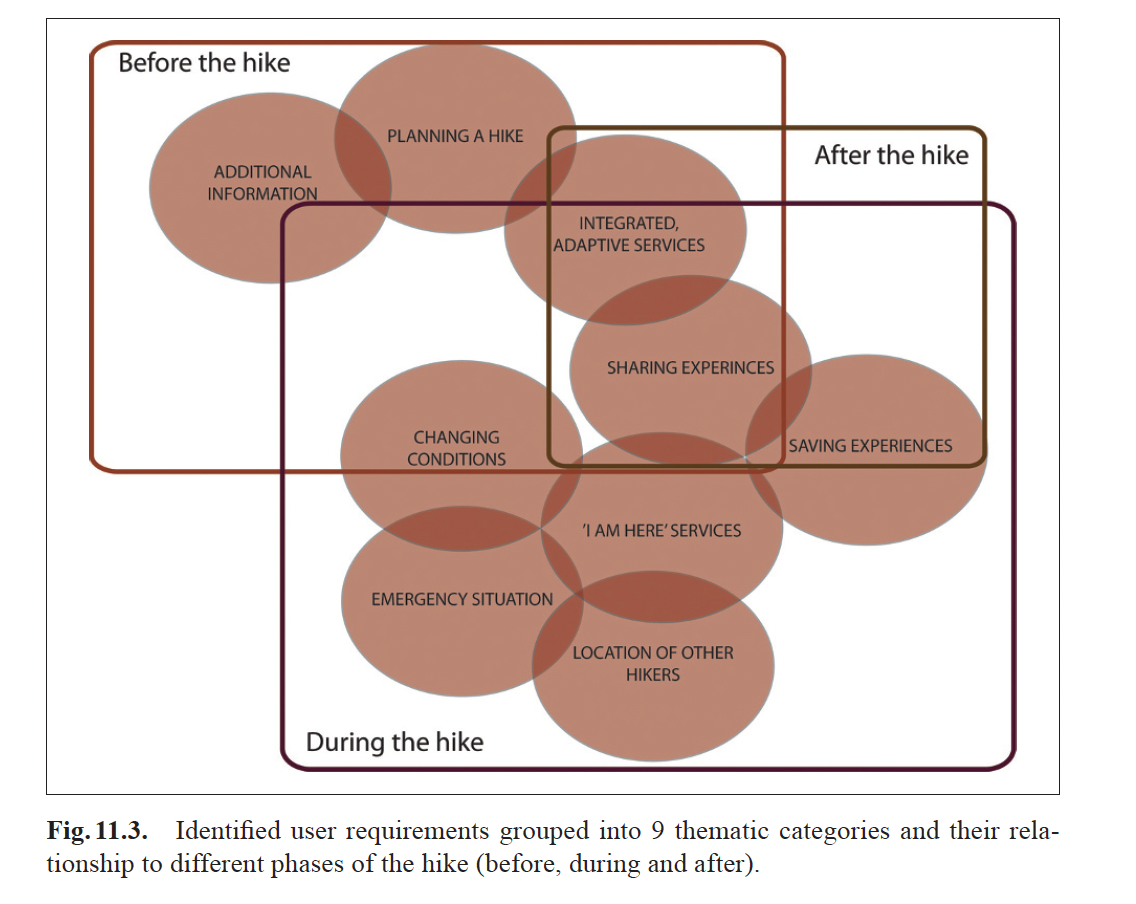 Before the hike
PLANNING A HIKE
After the hike
ADDITIONAL
INFORMATION
INTEGRATED,
ADAPTIVE SERVICES
SHARING EXPERINCES
CHANGING
CONDITIONS
SAVING EXPERIENCES
'I AM HERE' SERVICES
EMERGENCY SITUATION
LOCATION OF OTHER
HIKERS
During the hike
Fig. 11.3. Identified user requirements grouped into 9 thematic categories and their rela-
tionship to different phases of the hike (before, during and after).